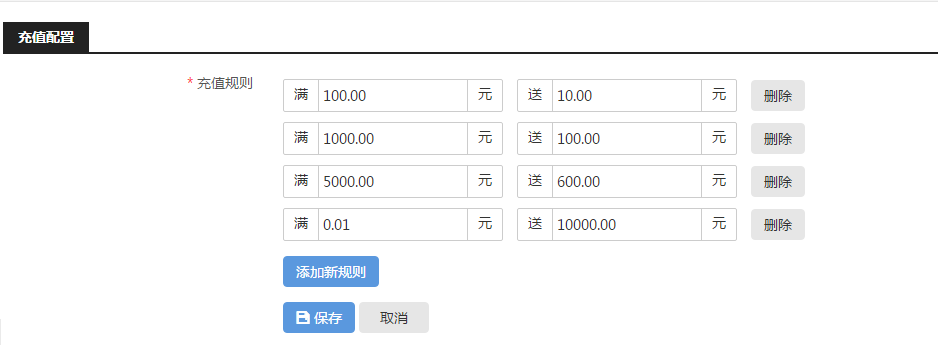 充值配置
* 充值规则 满 100.00 元 送 10.00 元 删除
满 1000.00 元 送 100.00 元 删除
满 5000.00 元 送 600.00 元 删除
满 0.01 元 送 10000.00 元 删除
添加新规则
保存 取消